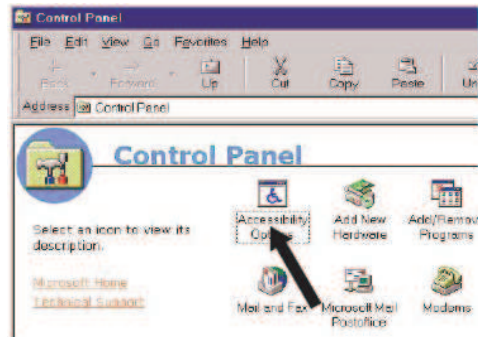 Control Panel
File Edit View Go Favorites Help
Back Forward Up Cut Copy Paste Un
Address Control Panel
Control Panel
Accessibility Options
Add New Hardware
Add/Remov Programs
Select an icon to view its
description.
Microsoft Home
Technical Support
Mail and Fax
Microsoft Mail Postoffice
Modems